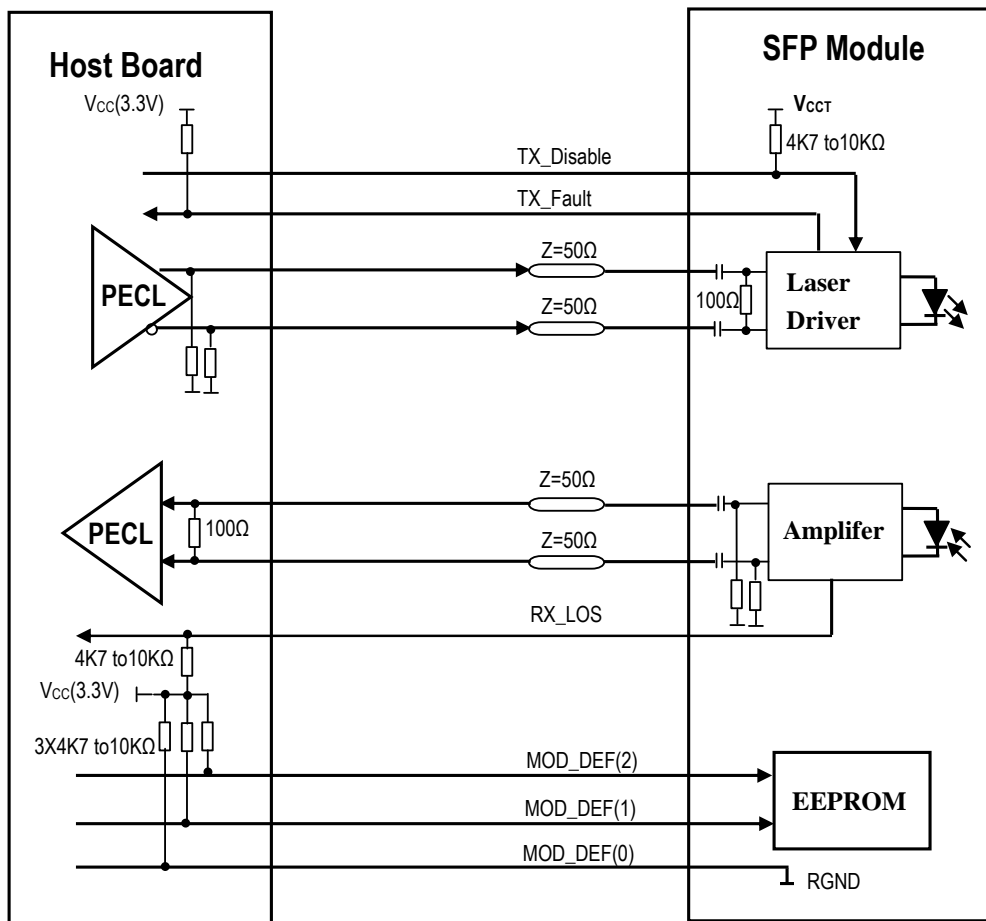 Host Board
SFP Module
VCC(3.3V)
VCCT
4K7 to10KΩ
TX_Disable
TX_Fault
Z=50Ω
PECL
100Ω
Laser
Driver
Z=50Ω
Z=50Ω
PECL
100Ω
Amplifer
Z=50Ω
RX_LOS
4K7 to10KΩ
VCC(3.3V)
3X4K7 to10KΩ
MOD_DEF(2)
EEPROM
MOD_DEF(1)
MOD_DEF(0)
RGND